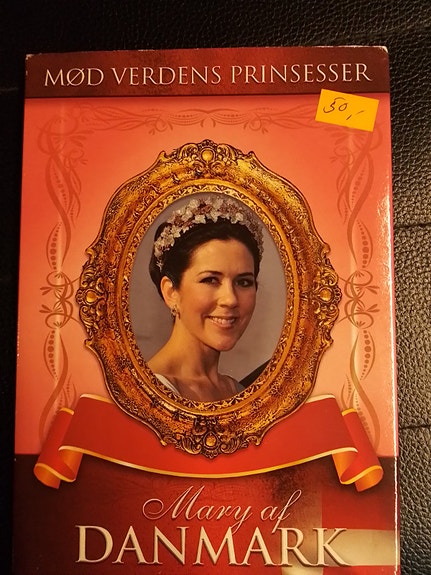 MØD VERDENS PRINSESSER
50,-
Mary af
DANMARK